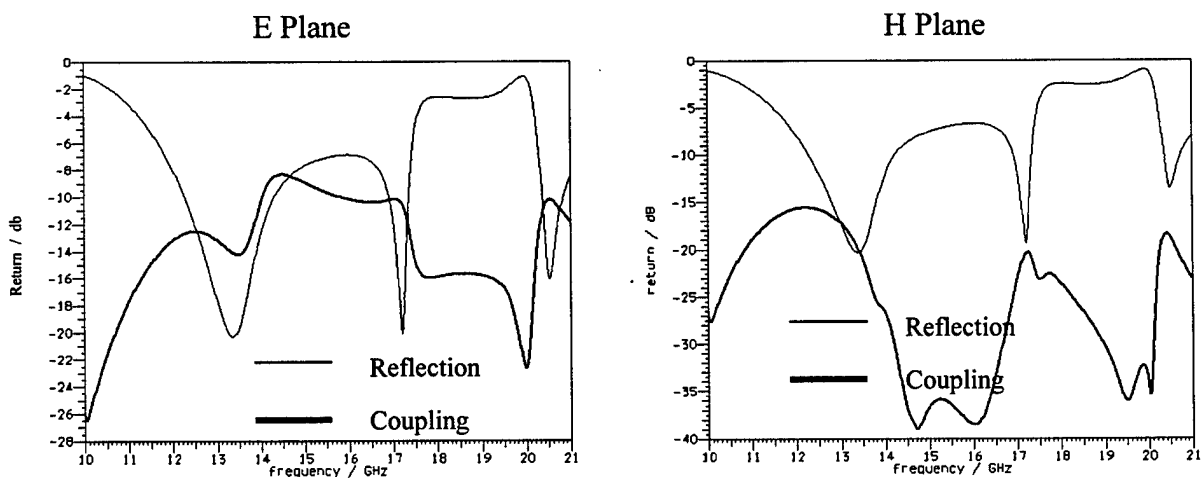 E Plane
H Plane
0
-2
-4
-6
-8
-10
-12
-14
-16
-18
-20
-22
-24
-26
-28
Return / db
Reflection
Coupling
10 11 12 13 14 15 16 17 18 19 20 21
frequency / GHz
0
-5
-10
-15
-20
-25
-30
-35
-40
return / dB
Reflection
Coupling
10 11 12 13 14 15 16 17 18 19 20 21
frequency / GHz